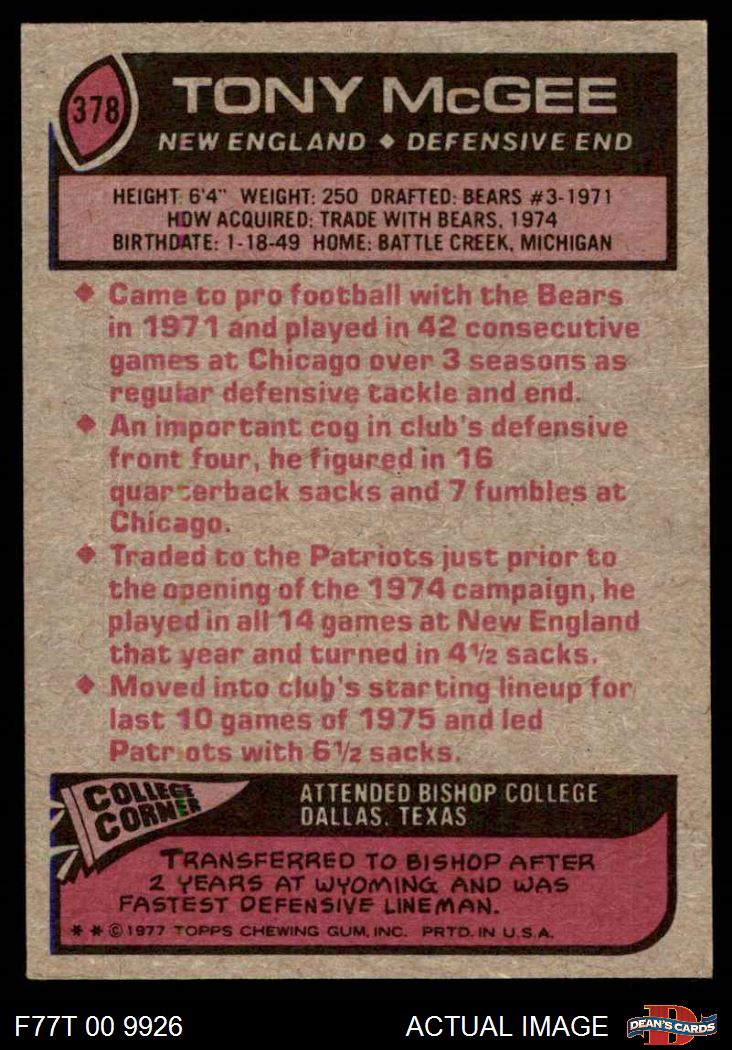 378
TONY McGEE
NEW ENGLAND ◆ DEFENSIVE END
HEIGHT: 6'4" WEIGHT: 250 DRAFTED: BEARS #3-1971
HOW ACQUIRED: TRADE WITH BEARS, 1974
BIRTHDATE: 1-18-49 HOME: BATTLE CREEK, MICHIGAN
◆ Came to pro football with the Bears
in 1971 and played in 42 consecutive
games at Chicago over 3 seasons as
regular defensive tackle and end.
◆ An important cog in club's defensive
front four, he figured in 16
quarterback sacks and 7 fumbles at
Chicago.
◆ Traded to the Patriots just prior to
the opening of the 1974 campaign, he
played in all 14 games at New England
that year and turned in 4½ sacks.
◆ Moved into club's starting lineup for
last 10 games of 1975 and led
Patriots with 6½ sacks.
COLLEGE
CORNER
ATTENDED BISHOP COLLEGE
DALLAS, TEXAS
TRANSFERRED TO BISHOP AFTER
2 YEARS AT WYOMING AND WAS
FASTEST DEFENSIVE LINEMAN.
* * © 1977 TOPPS CHEWING GUM, INC. PRTD. IN U.S.A.
F77T 00 9926
ACTUAL IMAGE
D
DEAN'S CARDS